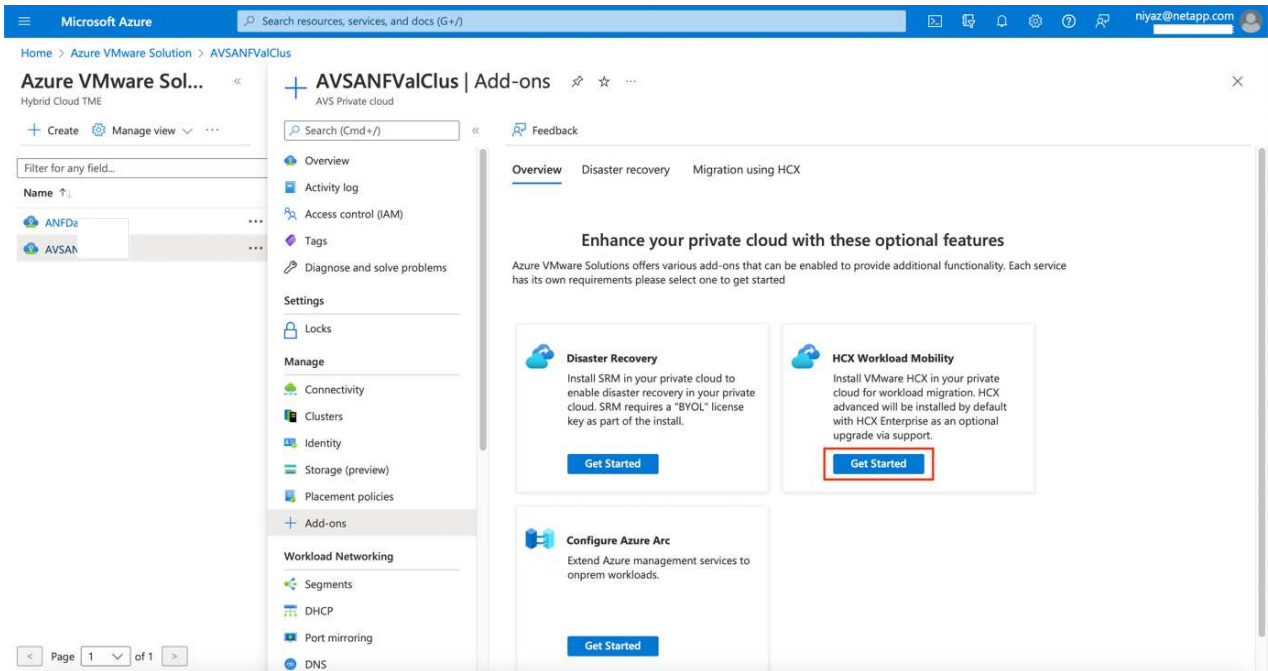 Microsoft Azure
Search resources, services, and docs (G+/)
niyaz@netapp.com
Home > Azure VMware Solution > AVSANFValClus
Azure VMware Sol...
Hybrid Cloud TME
Create
Manage view
Filter for any field...
Name ↑↓
ANFDa
AVSAN
Page 1 of 1
AVSANFValClus | Add-ons
AVS Private cloud
Search (Cmd+/)
Overview
Activity log
Access control (IAM)
Tags
Diagnose and solve problems
Settings
Locks
Manage
Connectivity
Clusters
Identity
Storage (preview)
Placement policies
Add-ons
Workload Networking
Segments
DHCP
Port mirroring
DNS
Feedback
Overview Disaster recovery Migration using HCX
Enhance your private cloud with these optional features
Azure VMware Solutions offers various add-ons that can be enabled to provide additional functionality. Each service
has its own requirements please select one to get started
Disaster Recovery
Install SRM in your private cloud to
enable disaster recovery in your private
cloud. SRM requires a "BYOL" license
key as part of the install.
Get Started
HCX Workload Mobility
Install VMware HCX in your private
cloud for workload migration. HCX
advanced will be installed by default
with HCX Enterprise as an optional
upgrade via support.
Get Started
Configure Azure Arc
Extend Azure management services to
onprem workloads.
Get Started